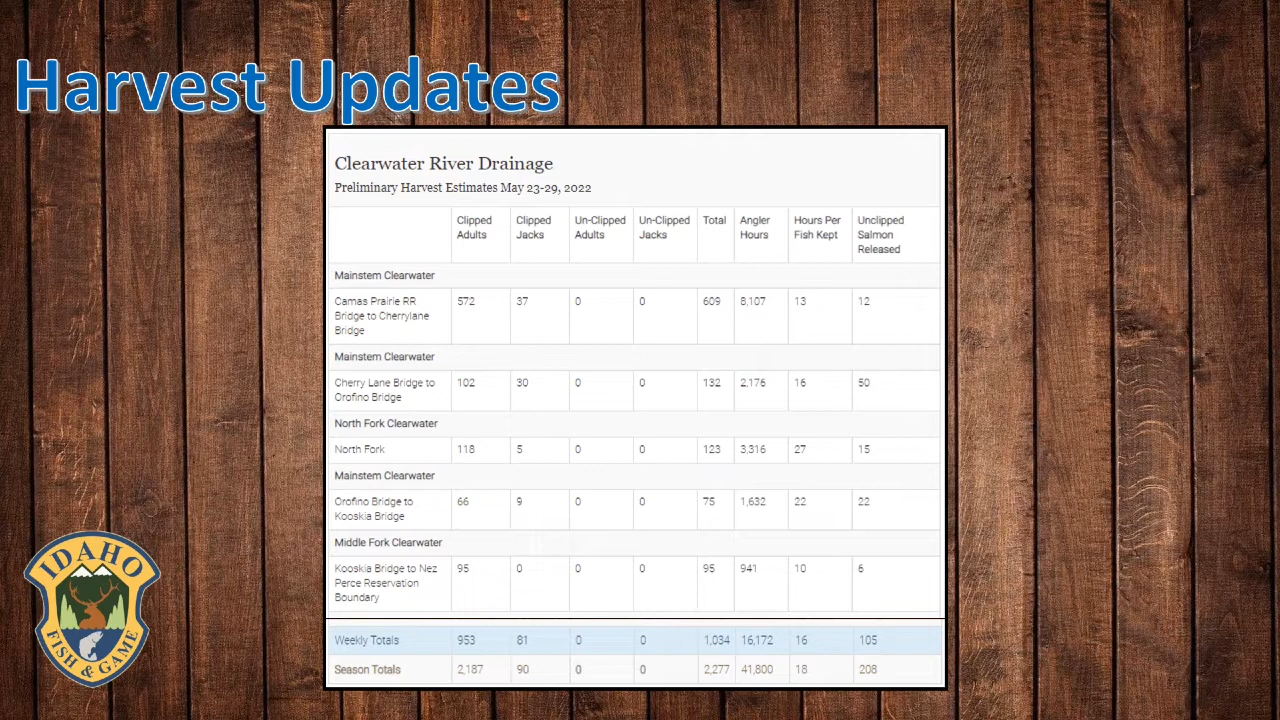 Harvest Updates
Clearwater River Drainage
Preliminary Harvest Estimates May 23-29, 2022
Clipped Adults Clipped Jacks Un-Clipped Adults Un-Clipped Jacks Total Angler Hours Hours Per Fish Kept Unclipped Salmon Released
Mainstem Clearwater
Camas Prairie RR Bridge to Cherrylane Bridge 572 37 0 0 609 8,107 13 12
Mainstem Clearwater
Cherry Lane Bridge to Orofino Bridge 102 30 0 0 132 2,176 16 50
North Fork Clearwater
North Fork 118 5 0 0 123 3,316 27 15
Mainstem Clearwater
Orofino Bridge to Kooskia Bridge 66 9 0 0 75 1,632 22 22
Middle Fork Clearwater
Kooskia Bridge to Nez Perce Reservation Boundary 95 0 0 0 95 941 10 6
Weekly Totals 953 81 0 0 1,034 16,172 16 105
Season Totals 2,187 90 0 0 2,277 41,800 18 208
IDAHO
FISH & GAME